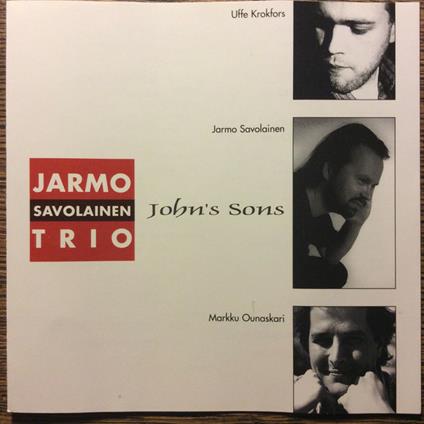 Uffe Krokfors
Jarmo Savolainen
JARMO
SAVOLAINEN
TRIO
John's Sons
Markku Ounaskari